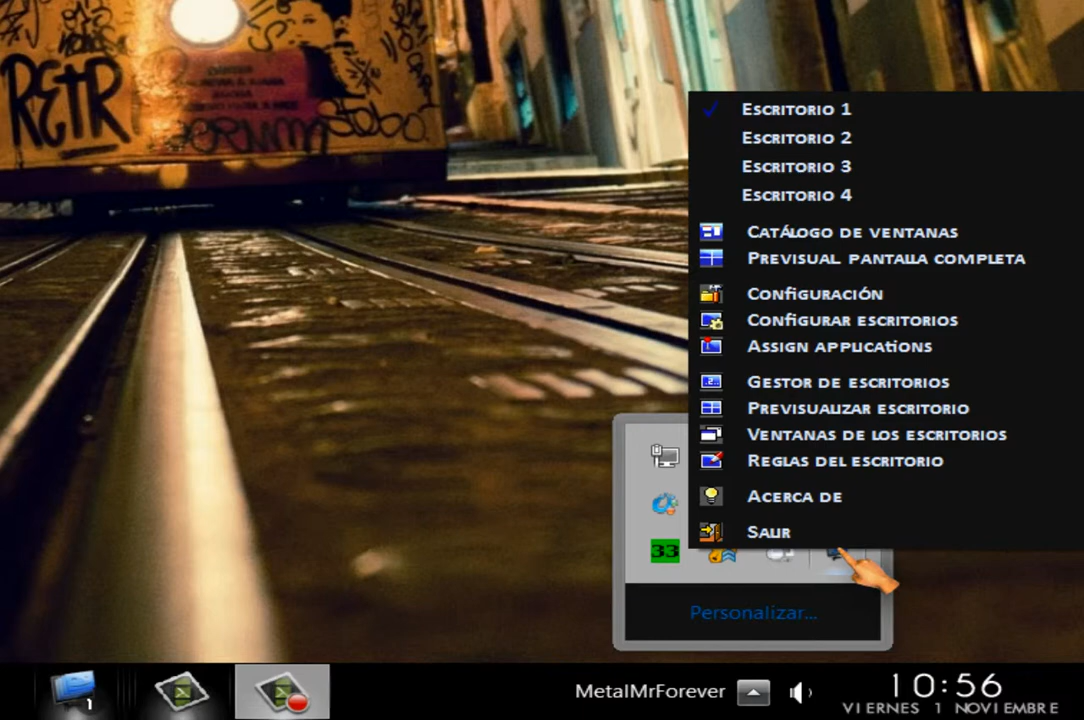 RETR
Escritorio 1
Escritorio 2
Escritorio 3
Escritorio 4
Catálogo de ventanas
Previsual pantalla completa
Configuración
Configurar escritorios
Assign applications
Gestor de escritorios
Previsualizar escritorio
Ventanas de los escritorios
Reglas del escritorio
Acerca de
Salir
33
Personalizar...
1
MetalMrForever
10:56
VIERNES 1 NOVIEMBRE